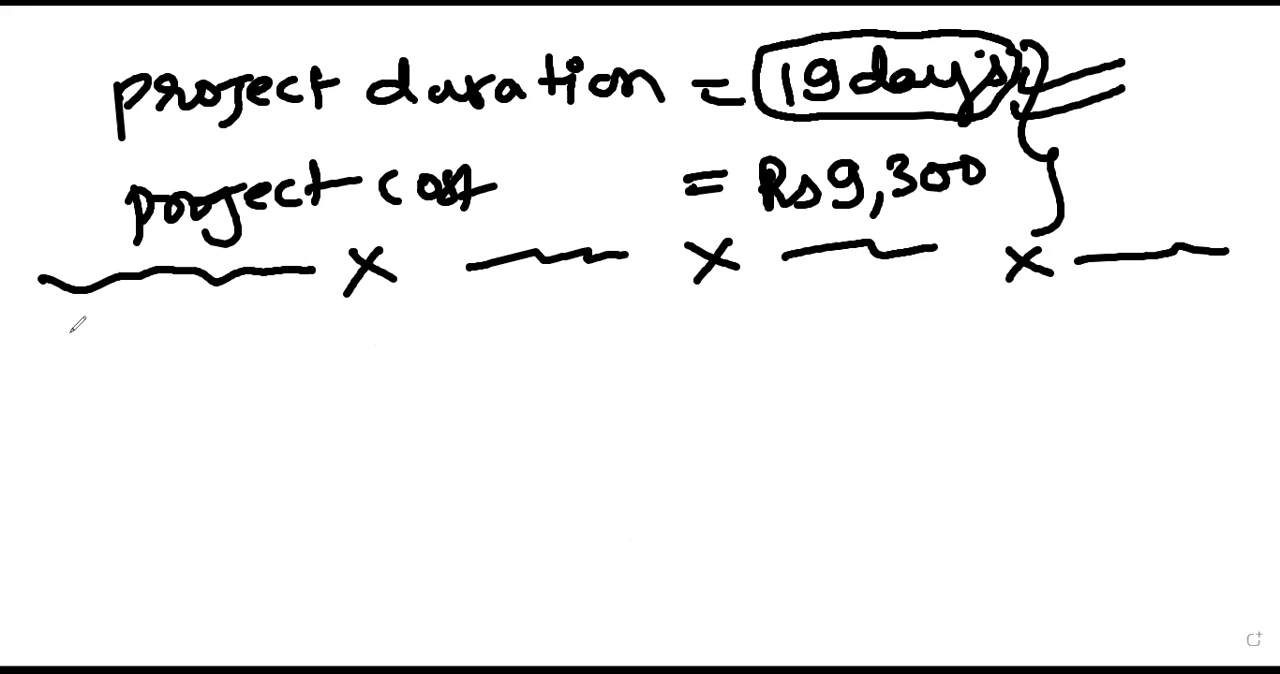 project duration = 19 days
project cost = Rs 9,300
x x x